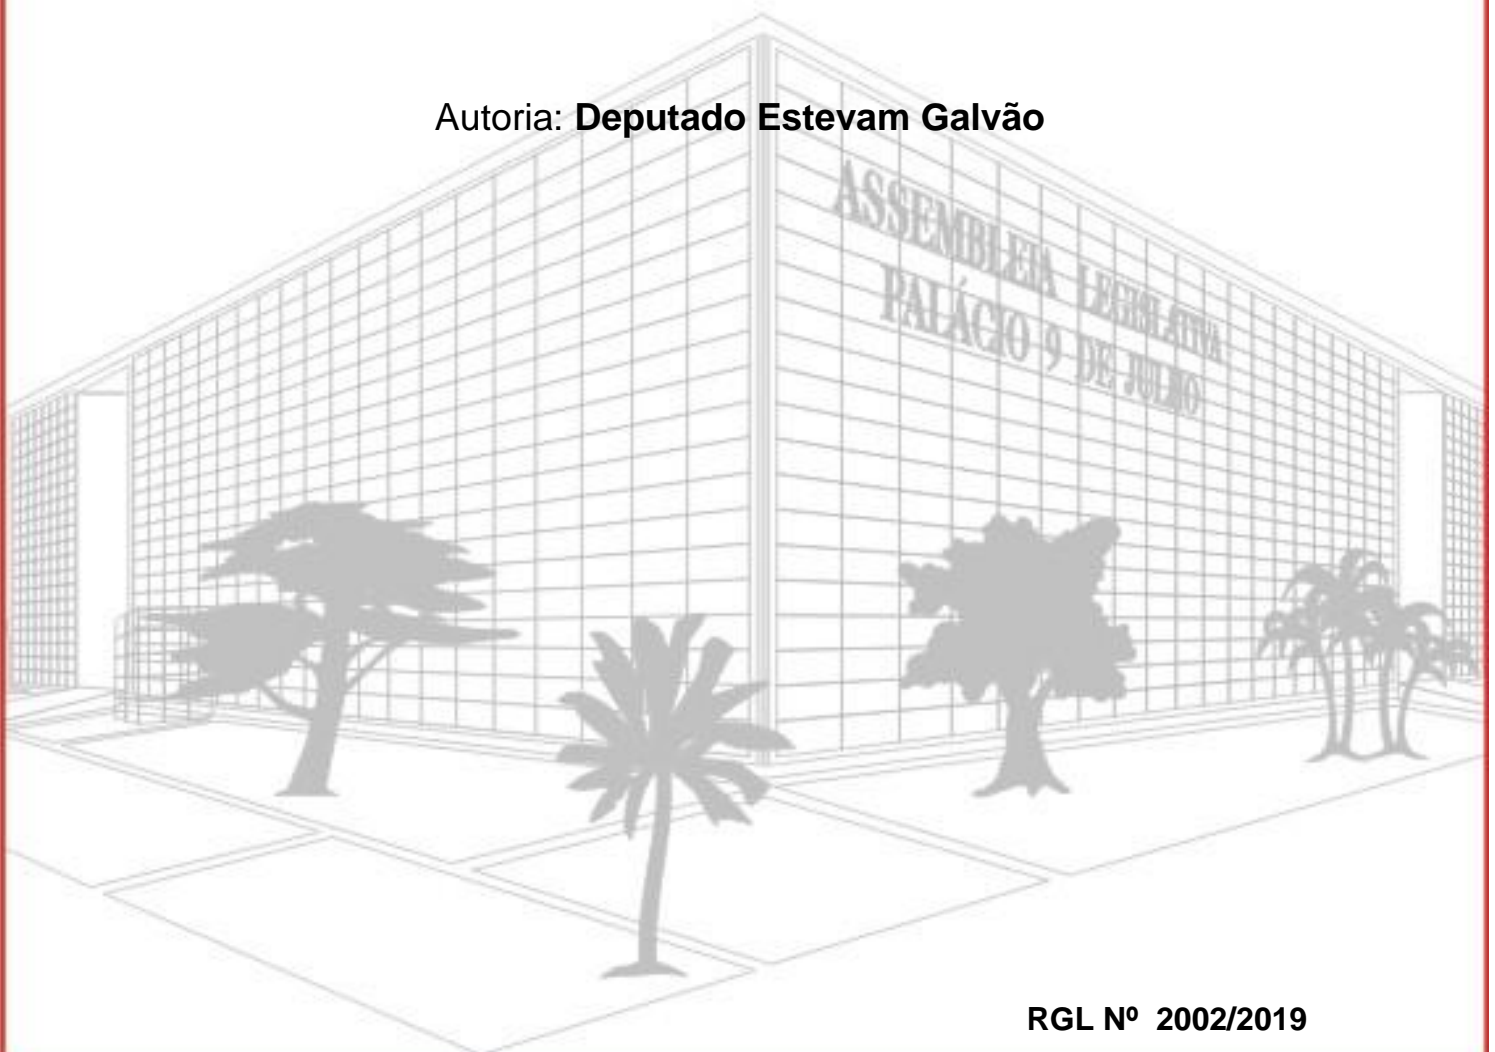 Autoria: Deputado Estevam Galvão
ASSEMBLEIA LEGISLATIVA
PALÁCIO 9 DE JULHO
RGL Nº 2002/2019